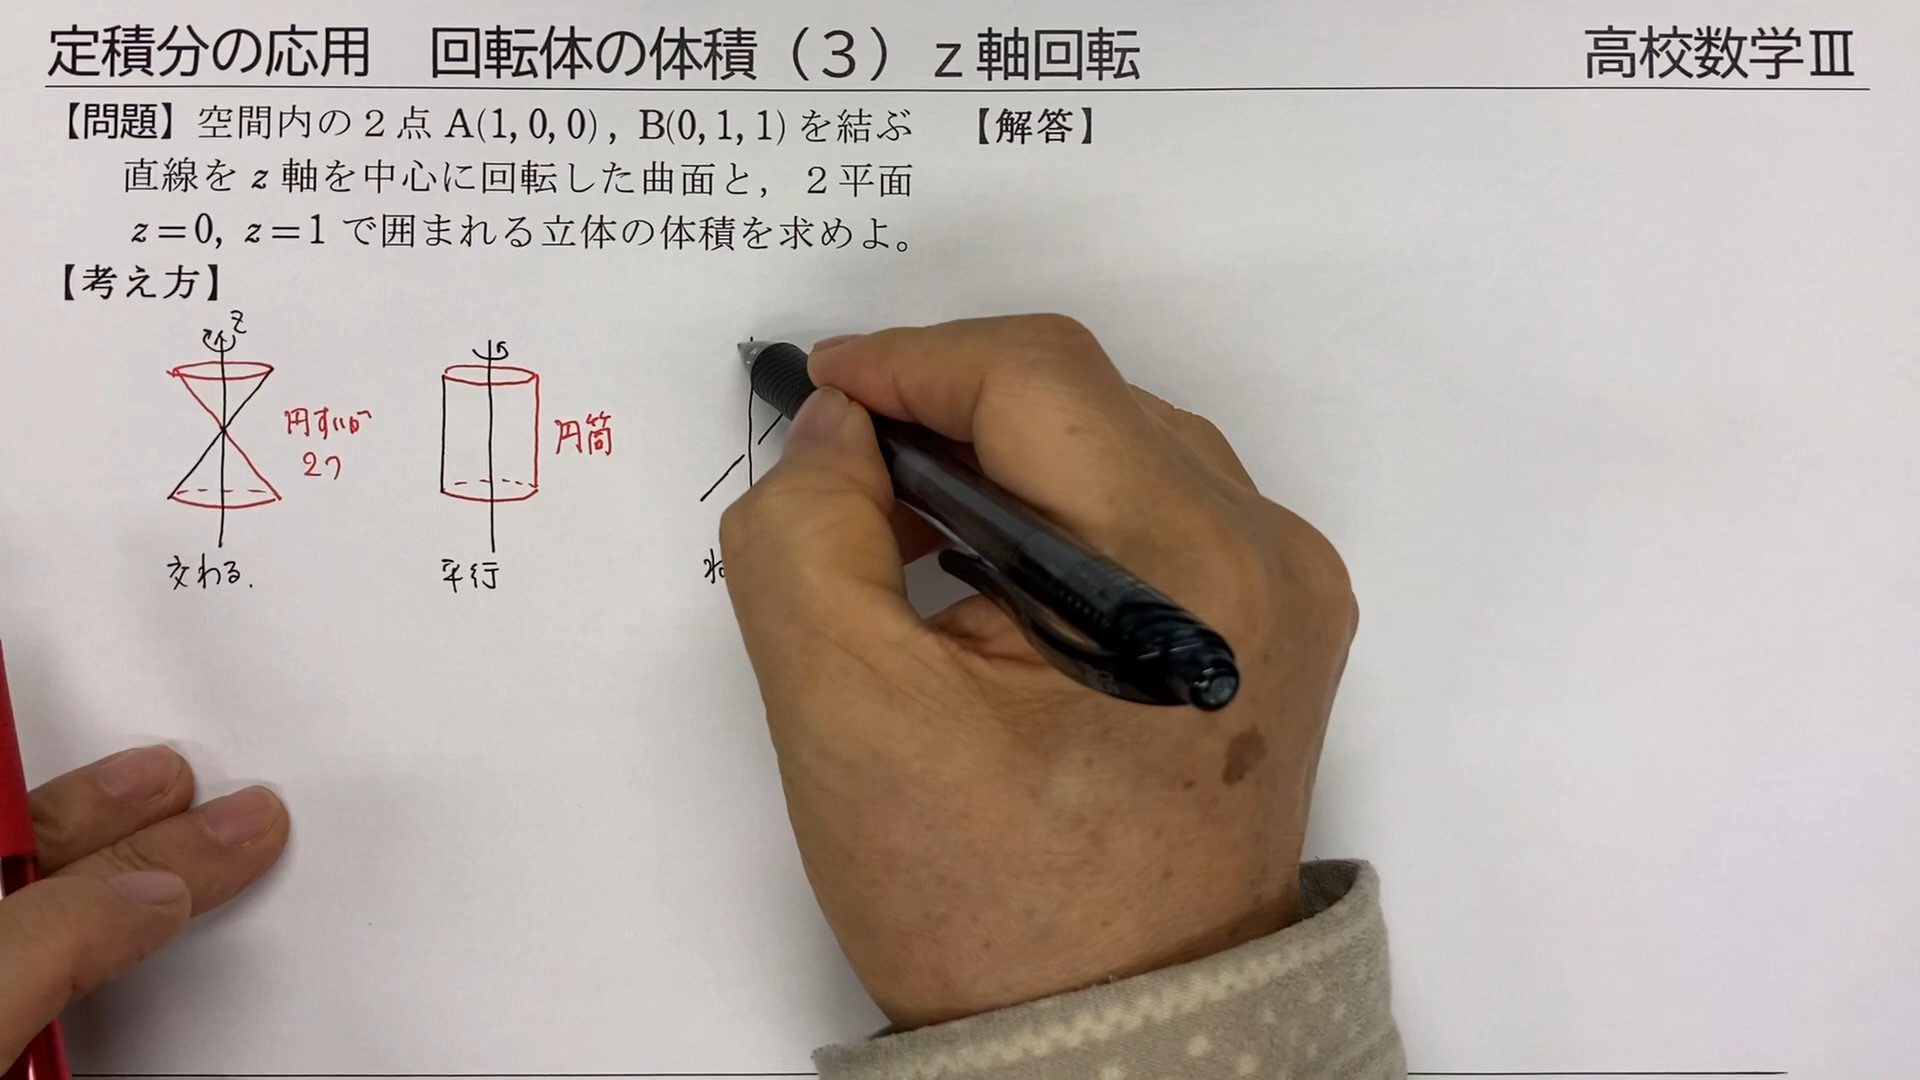 定積分の応用 回転体の体積（３）z 軸回転 高校数学Ⅲ
【問題】空間内の２点 A(1, 0, 0) , B(0, 1, 1) を結ぶ
直線を z 軸を中心に回転した曲面と, ２平面
z = 0, z = 1 で囲まれる立体の体積を求めよ。
【解答】
【考え方】
z
円すいが
2つ
円筒
交わる.
平行
ね